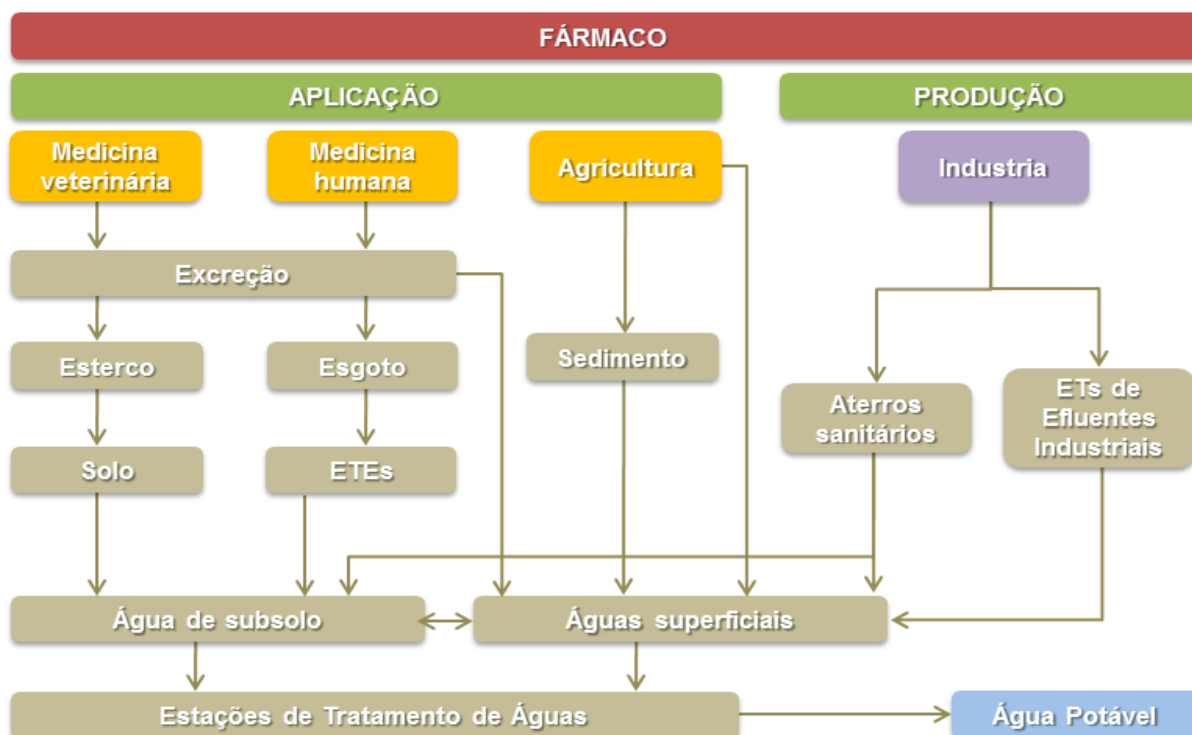 FÁRMACO
APLICAÇÃO
PRODUÇÃO
Medicina
veterinária
Medicina
humana
Agricultura
Industria
Excreção
Esterco
Esgoto
Sedimento
Aterros
sanitários
ETs de
Efluentes
Industriais
Solo
ETEs
Água de subsolo
Águas superficiais
Estações de Tratamento de Águas
Água Potável